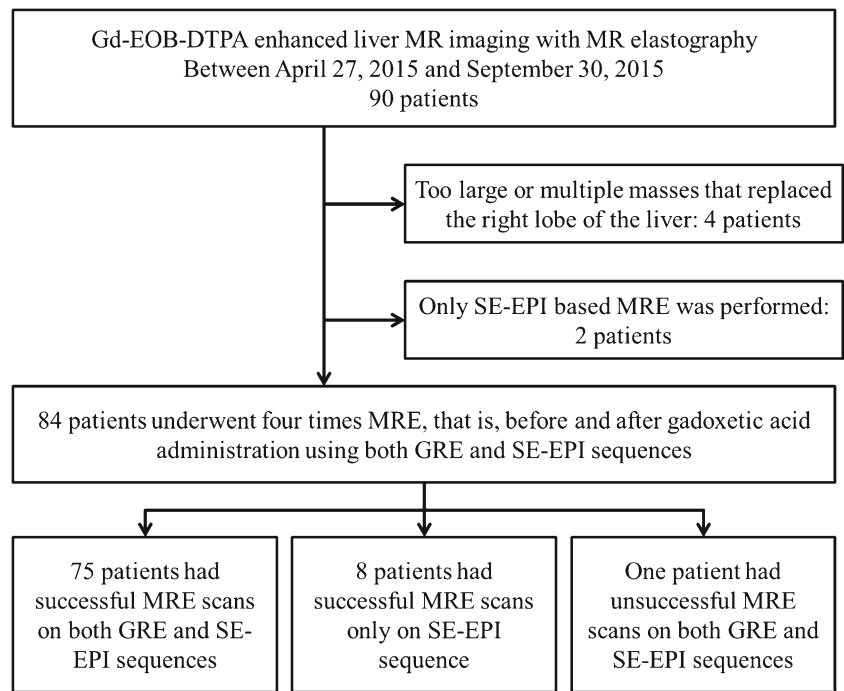 Gd-EOB-DTPA enhanced liver MR imaging with MR elastography
Between April 27, 2015 and September 30, 2015
90 patients
Too large or multiple masses that replaced
the right lobe of the liver: 4 patients
Only SE-EPI based MRE was performed:
2 patients
84 patients underwent four times MRE, that is, before and after gadoxetic acid
administration using both GRE and SE-EPI sequences
75 patients had
successful MRE scans
on both GRE and SE-
EPI sequences
8 patients had
successful MRE scans
only on SE-EPI
sequence
One patient had
unsuccessful MRE
scans on both GRE and
SE-EPI sequences